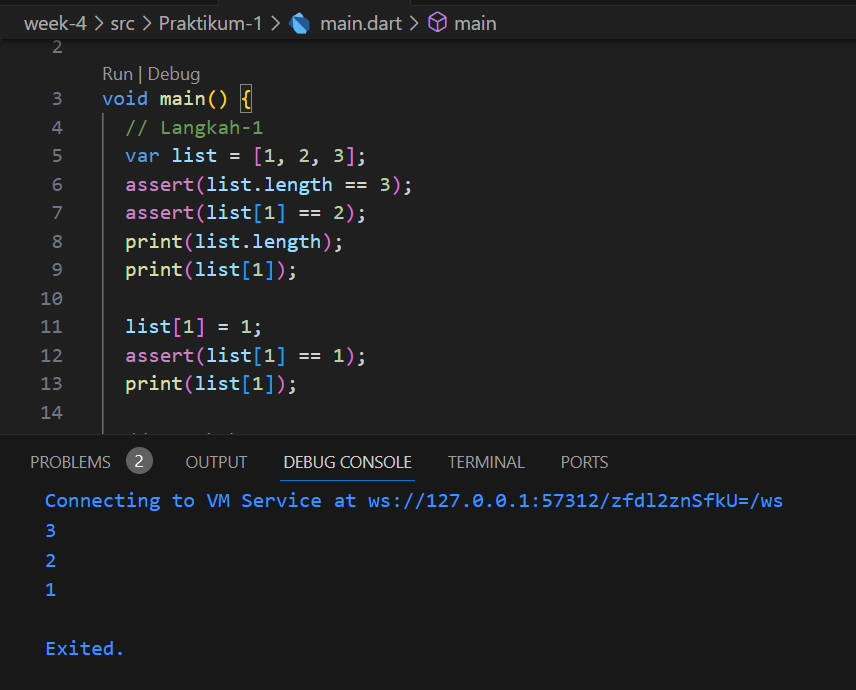 week-4 > src > Praktikum-1 > main.dart > main
2
Run | Debug
3 void main() {
4 // Langkah-1
5 var list = [1, 2, 3];
6 assert(list.length == 3);
7 assert(list[1] == 2);
8 print(list.length);
9 print(list[1]);
10
11 list[1] = 1;
12 assert(list[1] == 1);
13 print(list[1]);
14
PROBLEMS 2 OUTPUT DEBUG CONSOLE TERMINAL PORTS
Connecting to VM Service at ws://127.0.0.1:57312/zfdl2znSfkU=/ws
3
2
1
Exited.